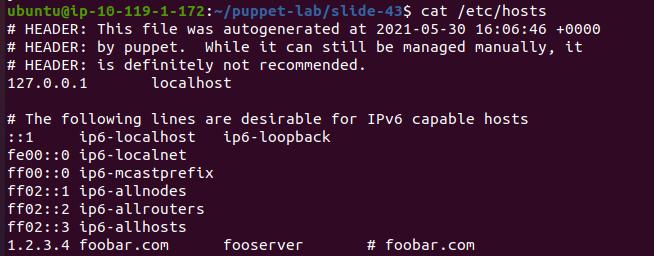 ubuntu@ip-10-119-1-172:~/puppet-lab/slide-43$ cat /etc/hosts
# HEADER: This file was autogenerated at 2021-05-30 16:06:46 +0000
# HEADER: by puppet.  While it can still be managed manually, it
# HEADER: is definitely not recommended.
127.0.0.1       localhost
# The following lines are desirable for IPv6 capable hosts
::1     ip6-localhost   ip6-loopback
fe00::0 ip6-localnet
ff00::0 ip6-mcastprefix
ff02::1 ip6-allnodes
ff02::2 ip6-allrouters
ff02::3 ip6-allhosts
1.2.3.4 foobar.com      fooserver       # foobar.com